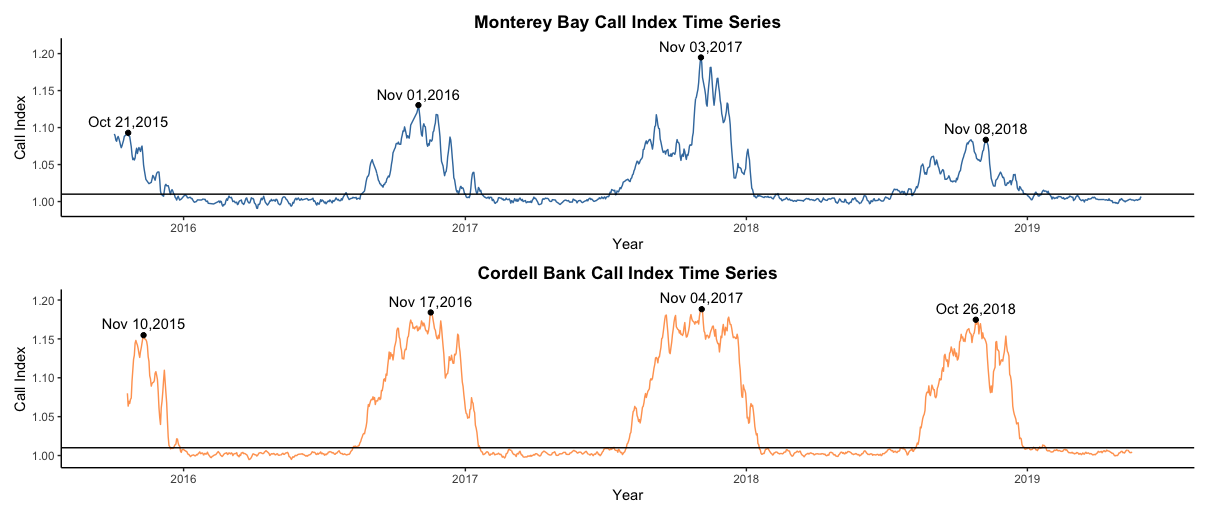 Monterey Bay Call Index Time Series
Call Index
1.20
1.15
1.10
1.05
1.00
Oct 21,2015
Nov 01,2016
Nov 03,2017
Nov 08,2018
2016 2017 2018 2019
Year
Cordell Bank Call Index Time Series
Call Index
1.20
1.15
1.10
1.05
1.00
Nov 10,2015
Nov 17,2016
Nov 04,2017
Oct 26,2018
2016 2017 2018 2019
Year